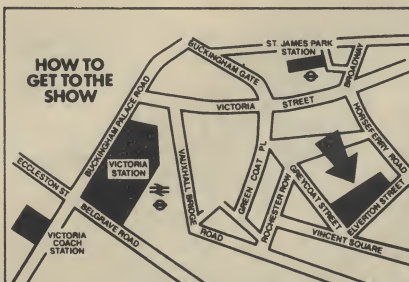 HOW TO
GET TO THE
SHOW
BUCKINGHAM GATE
ST. JAMES PARK
STATION
BROADWAY
BUCKINGHAM PALACE ROAD
VICTORIA STREET
HORSEFERRY ROAD
ECCLESTON ST.
VICTORIA
STATION
VAUXHALL BRIDGE
ROAD
GREEN COAT PL
ROCHESTER ROW
GREYCOAT STREET
ELVERTON STREET
BELGRAVE ROAD
VINCENT SQUARE
VICTORIA
COACH
STATION